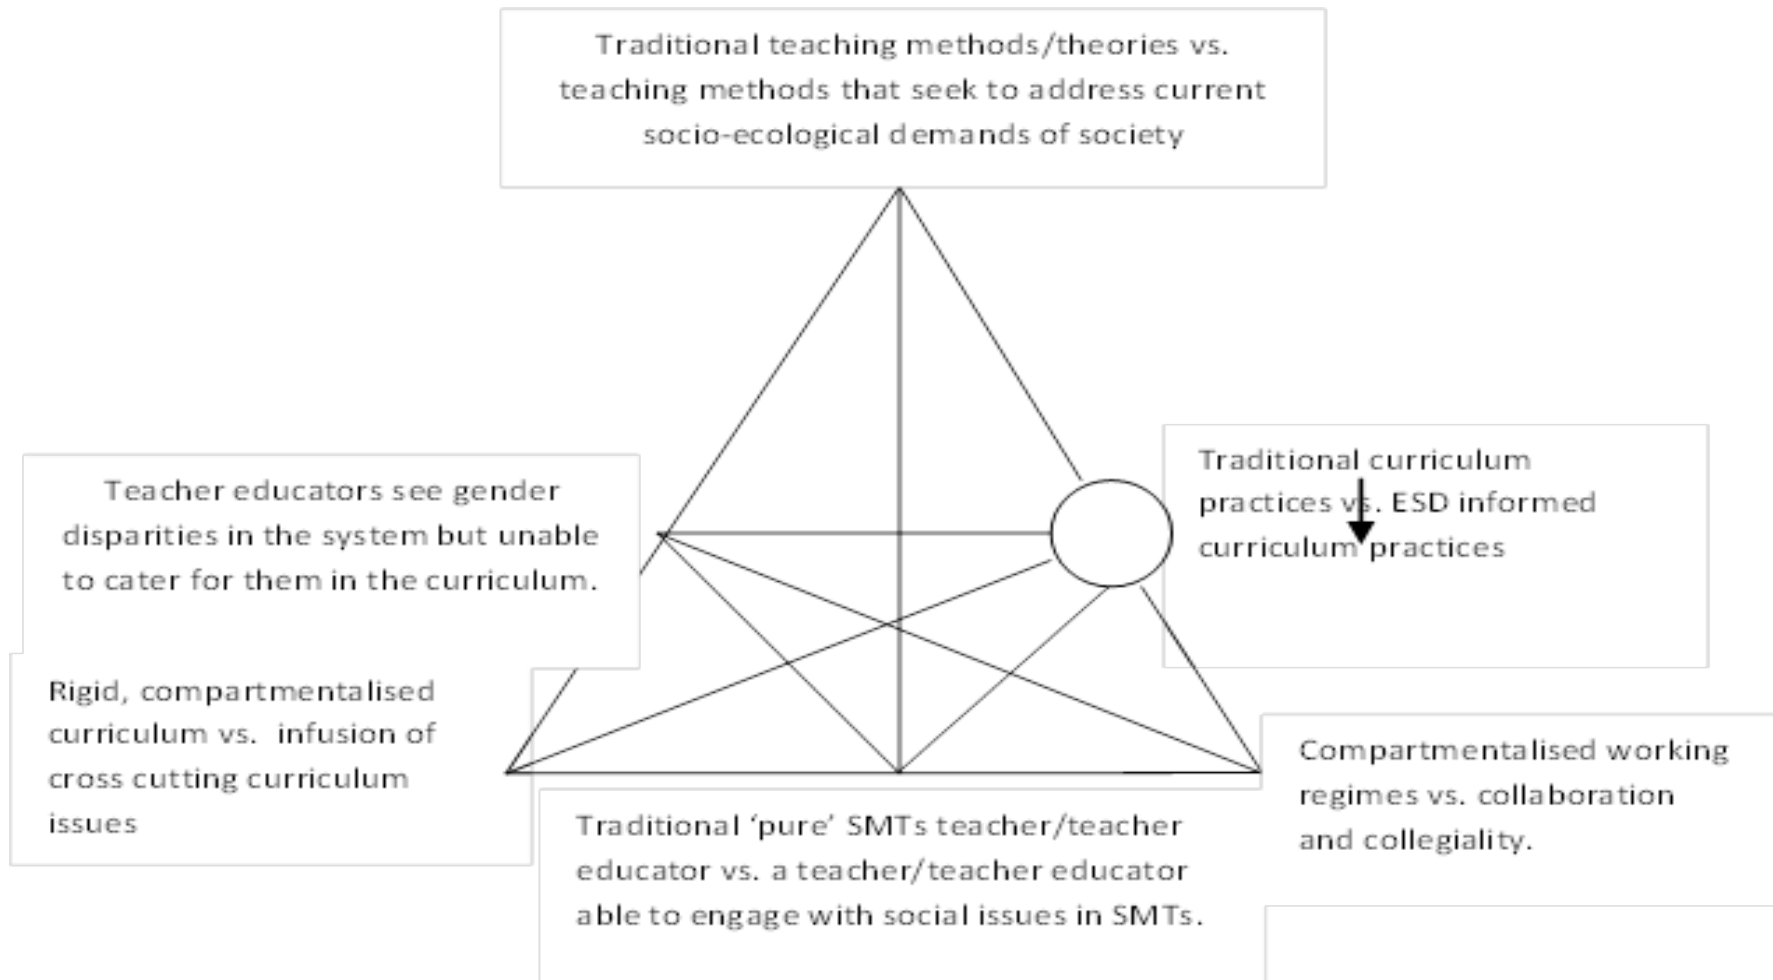 Traditional teaching methods/theories vs.
teaching methods that seek to address current
socio-ecological demands of society
Teacher educators see gender
disparities in the system but unable
to cater for them in the curriculum.
Traditional curriculum
practices vs. ESD informed
curriculum practices
Rigid, compartmentalised
curriculum vs. infusion of
cross cutting curriculum
issues
Traditional ‘pure’ SMTs teacher/teacher
educator vs. a teacher/teacher educator
able to engage with social issues in SMTs.
Compartmentalised working
regimes vs. collaboration
and collegiality.